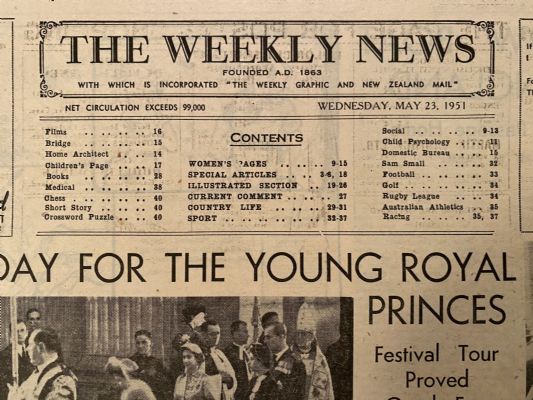 THE WEEKLY NEWS
FOUNDED A.D. 1863
WITH WHICH IS INCORPORATED "THE WEEKLY GRAPHIC AND NEW ZEALAND MAIL"
NET CIRCULATION EXCEEDS 99,000
WEDNESDAY, MAY 23, 1951
CONTENTS
Films .. .. .. .. 16
Bridge .. .. .. .. 15
Home Architect .. .. 14
Children's Page .. .. 17
Books .. .. .. .. 28
Medical .. .. .. .. 38
Chess .. .. .. .. 40
Short Story .. .. .. 40
Crossword Puzzle .. .. 40
WOMEN'S PAGES .. .. .. 9-15
SPECIAL ARTICLES .. .. 3-8, 18
ILLUSTRATED SECTION .. 19-26
CURRENT COMMENT .. .. 27
COUNTRY LIFE .. .. .. 29-31
SPORT .. .. .. .. 32-37
Social .. .. .. .. 9-13
Child Psychology .. .. 11
Domestic Bureau .. .. 15
Sam Small .. .. .. 32
Football .. .. .. .. 33
Golf .. .. .. .. 34
Rugby League .. .. .. 34
Australian Athletics .. 35
Racing .. .. .. 35, 37
DAY FOR THE YOUNG ROYAL
PRINCES
Festival Tour
Proved